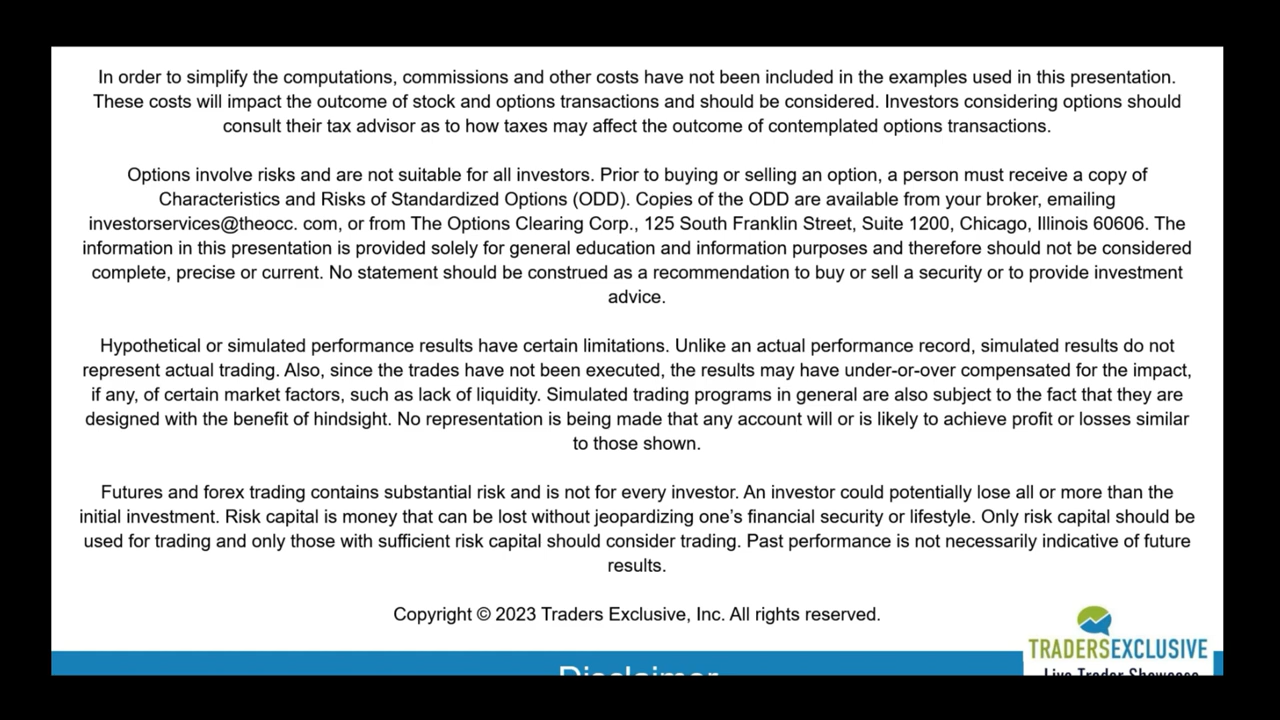 In order to simplify the computations, commissions and other costs have not been included in the examples used in this presentation.
These costs will impact the outcome of stock and options transactions and should be considered. Investors considering options should
consult their tax advisor as to how taxes may affect the outcome of contemplated options transactions.
Options involve risks and are not suitable for all investors. Prior to buying or selling an option, a person must receive a copy of
Characteristics and Risks of Standardized Options (ODD). Copies of the ODD are available from your broker, emailing
investorservices@theocc. com, or from The Options Clearing Corp., 125 South Franklin Street, Suite 1200, Chicago, Illinois 60606. The
information in this presentation is provided solely for general education and information purposes and therefore should not be considered
complete, precise or current. No statement should be construed as a recommendation to buy or sell a security or to provide investment
advice.
Hypothetical or simulated performance results have certain limitations. Unlike an actual performance record, simulated results do not
represent actual trading. Also, since the trades have not been executed, the results may have under-or-over compensated for the impact,
if any, of certain market factors, such as lack of liquidity. Simulated trading programs in general are also subject to the fact that they are
designed with the benefit of hindsight. No representation is being made that any account will or is likely to achieve profit or losses similar
to those shown.
Futures and forex trading contains substantial risk and is not for every investor. An investor could potentially lose all or more than the
initial investment. Risk capital is money that can be lost without jeopardizing one’s financial security or lifestyle. Only risk capital should be
used for trading and only those with sufficient risk capital should consider trading. Past performance is not necessarily indicative of future
results.
Copyright © 2023 Traders Exclusive, Inc. All rights reserved.
TRADERSEXCLUSIVE
Live Trader Showcase
Disclaimer